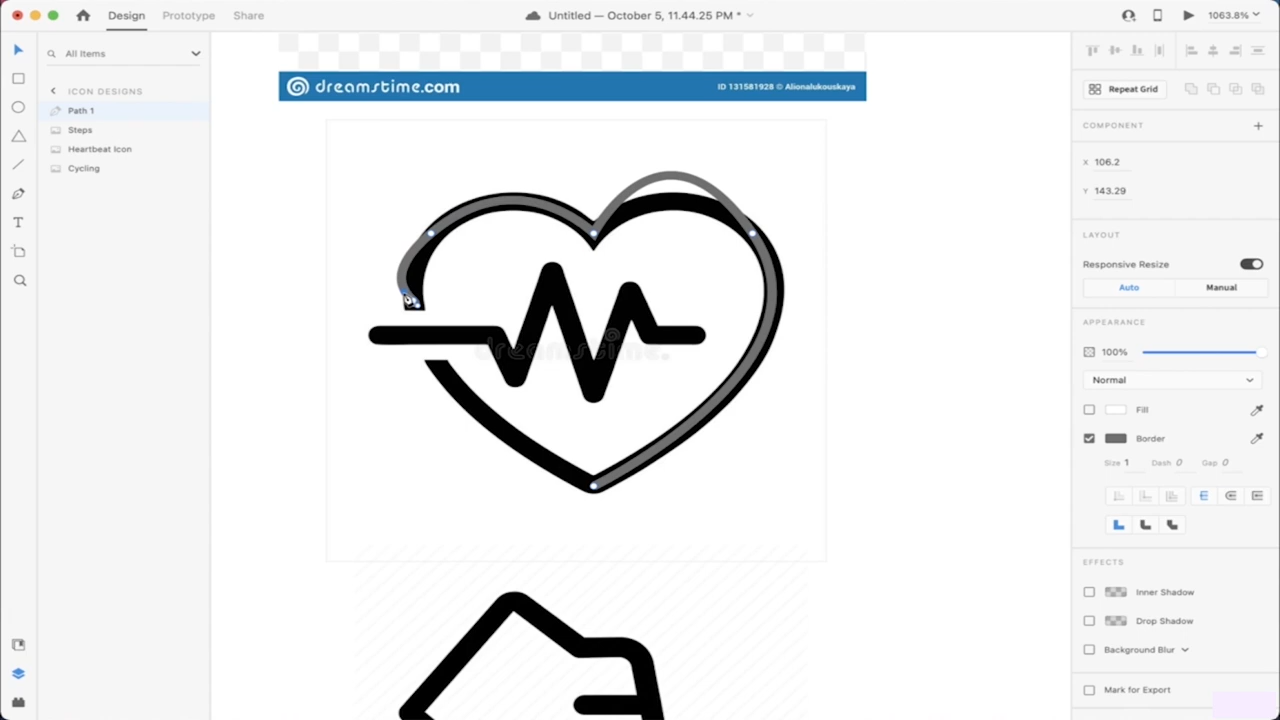 Design Prototype Share Untitled — October 5, 11.44.25 PM * 1063.8%
All Items
ICON DESIGNS
Path 1
Steps
Heartbeat Icon
Cycling
T
dreamstime.com ID 131581928 © Alionalukouskaya
dreamstime.
Repeat Grid
COMPONENT
X 106.2
Y 143.29
LAYOUT
Responsive Resize
Auto Manual
APPEARANCE
100%
Normal
Fill
Border
Size 1 Dash 0 Gap 0
EFFECTS
Inner Shadow
Drop Shadow
Background Blur
Mark for Export